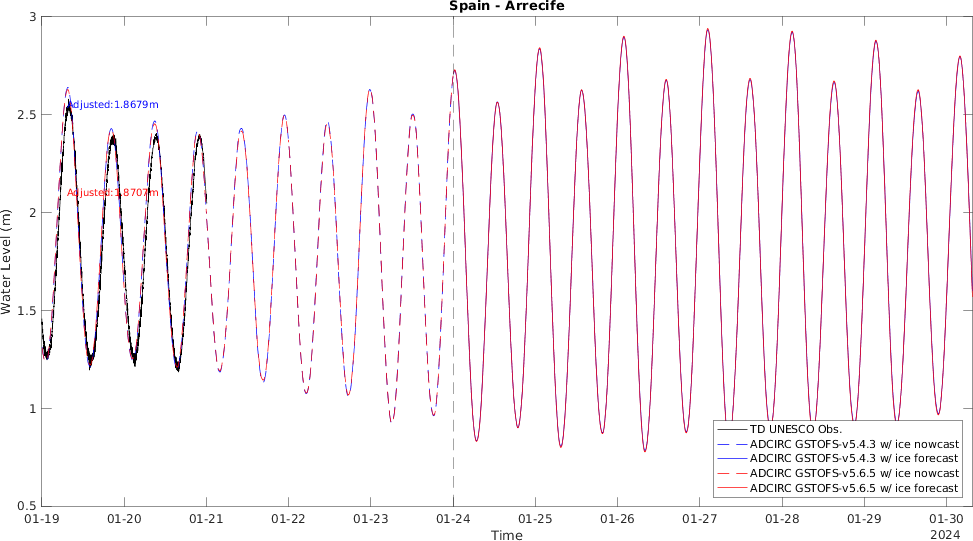 Spain - Arrecife
3
2.5
2
1.5
1
0.5
Water Level (m)
Adjusted:1.8679m
Adjusted:1.8707m
TD UNESCO Obs.
ADCIRC GSTOFS-v5.4.3 w/ ice nowcast
ADCIRC GSTOFS-v5.4.3 w/ ice forecast
ADCIRC GSTOFS-v5.6.5 w/ ice nowcast
ADCIRC GSTOFS-v5.6.5 w/ ice forecast
01-19 01-20 01-21 01-22 01-23 01-24 01-25 01-26 01-27 01-28 01-29 01-30
2024
Time